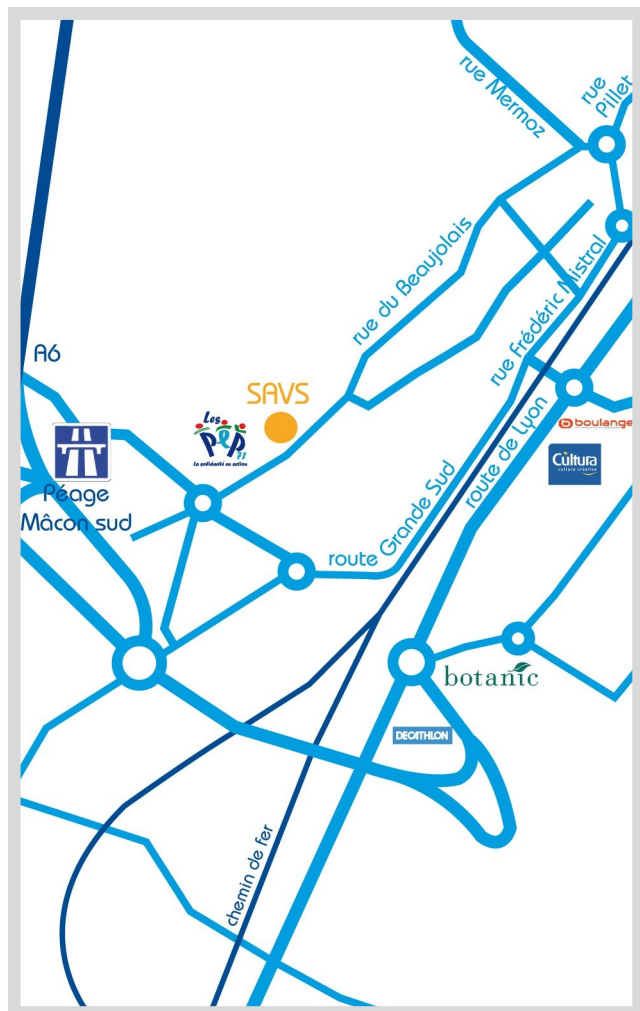 rue Mermoz
rue
Pillet
rue du Beaujolais
rue Frédéric Mistral
A6
SAVS
Les
PEP
71
La solidarité en action
boulange
Cultura
culture créative
Péage
Mâcon sud
route de Lyon
route Grande Sud
botanic
DECATHLON
chemin de fer